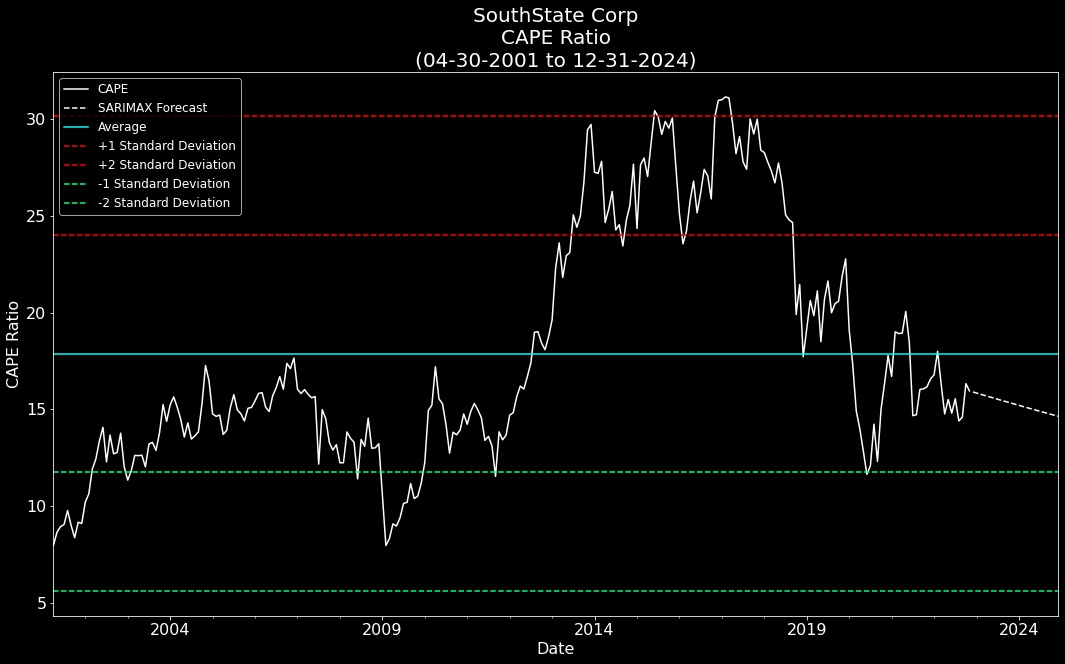 SouthState Corp
CAPE Ratio
(04-30-2001 to 12-31-2024)
CAPE
SARIMAX Forecast
Average
+1 Standard Deviation
+2 Standard Deviation
-1 Standard Deviation
-2 Standard Deviation
CAPE Ratio
30
25
20
15
10
5
2004 2009 2014 2019 2024
Date